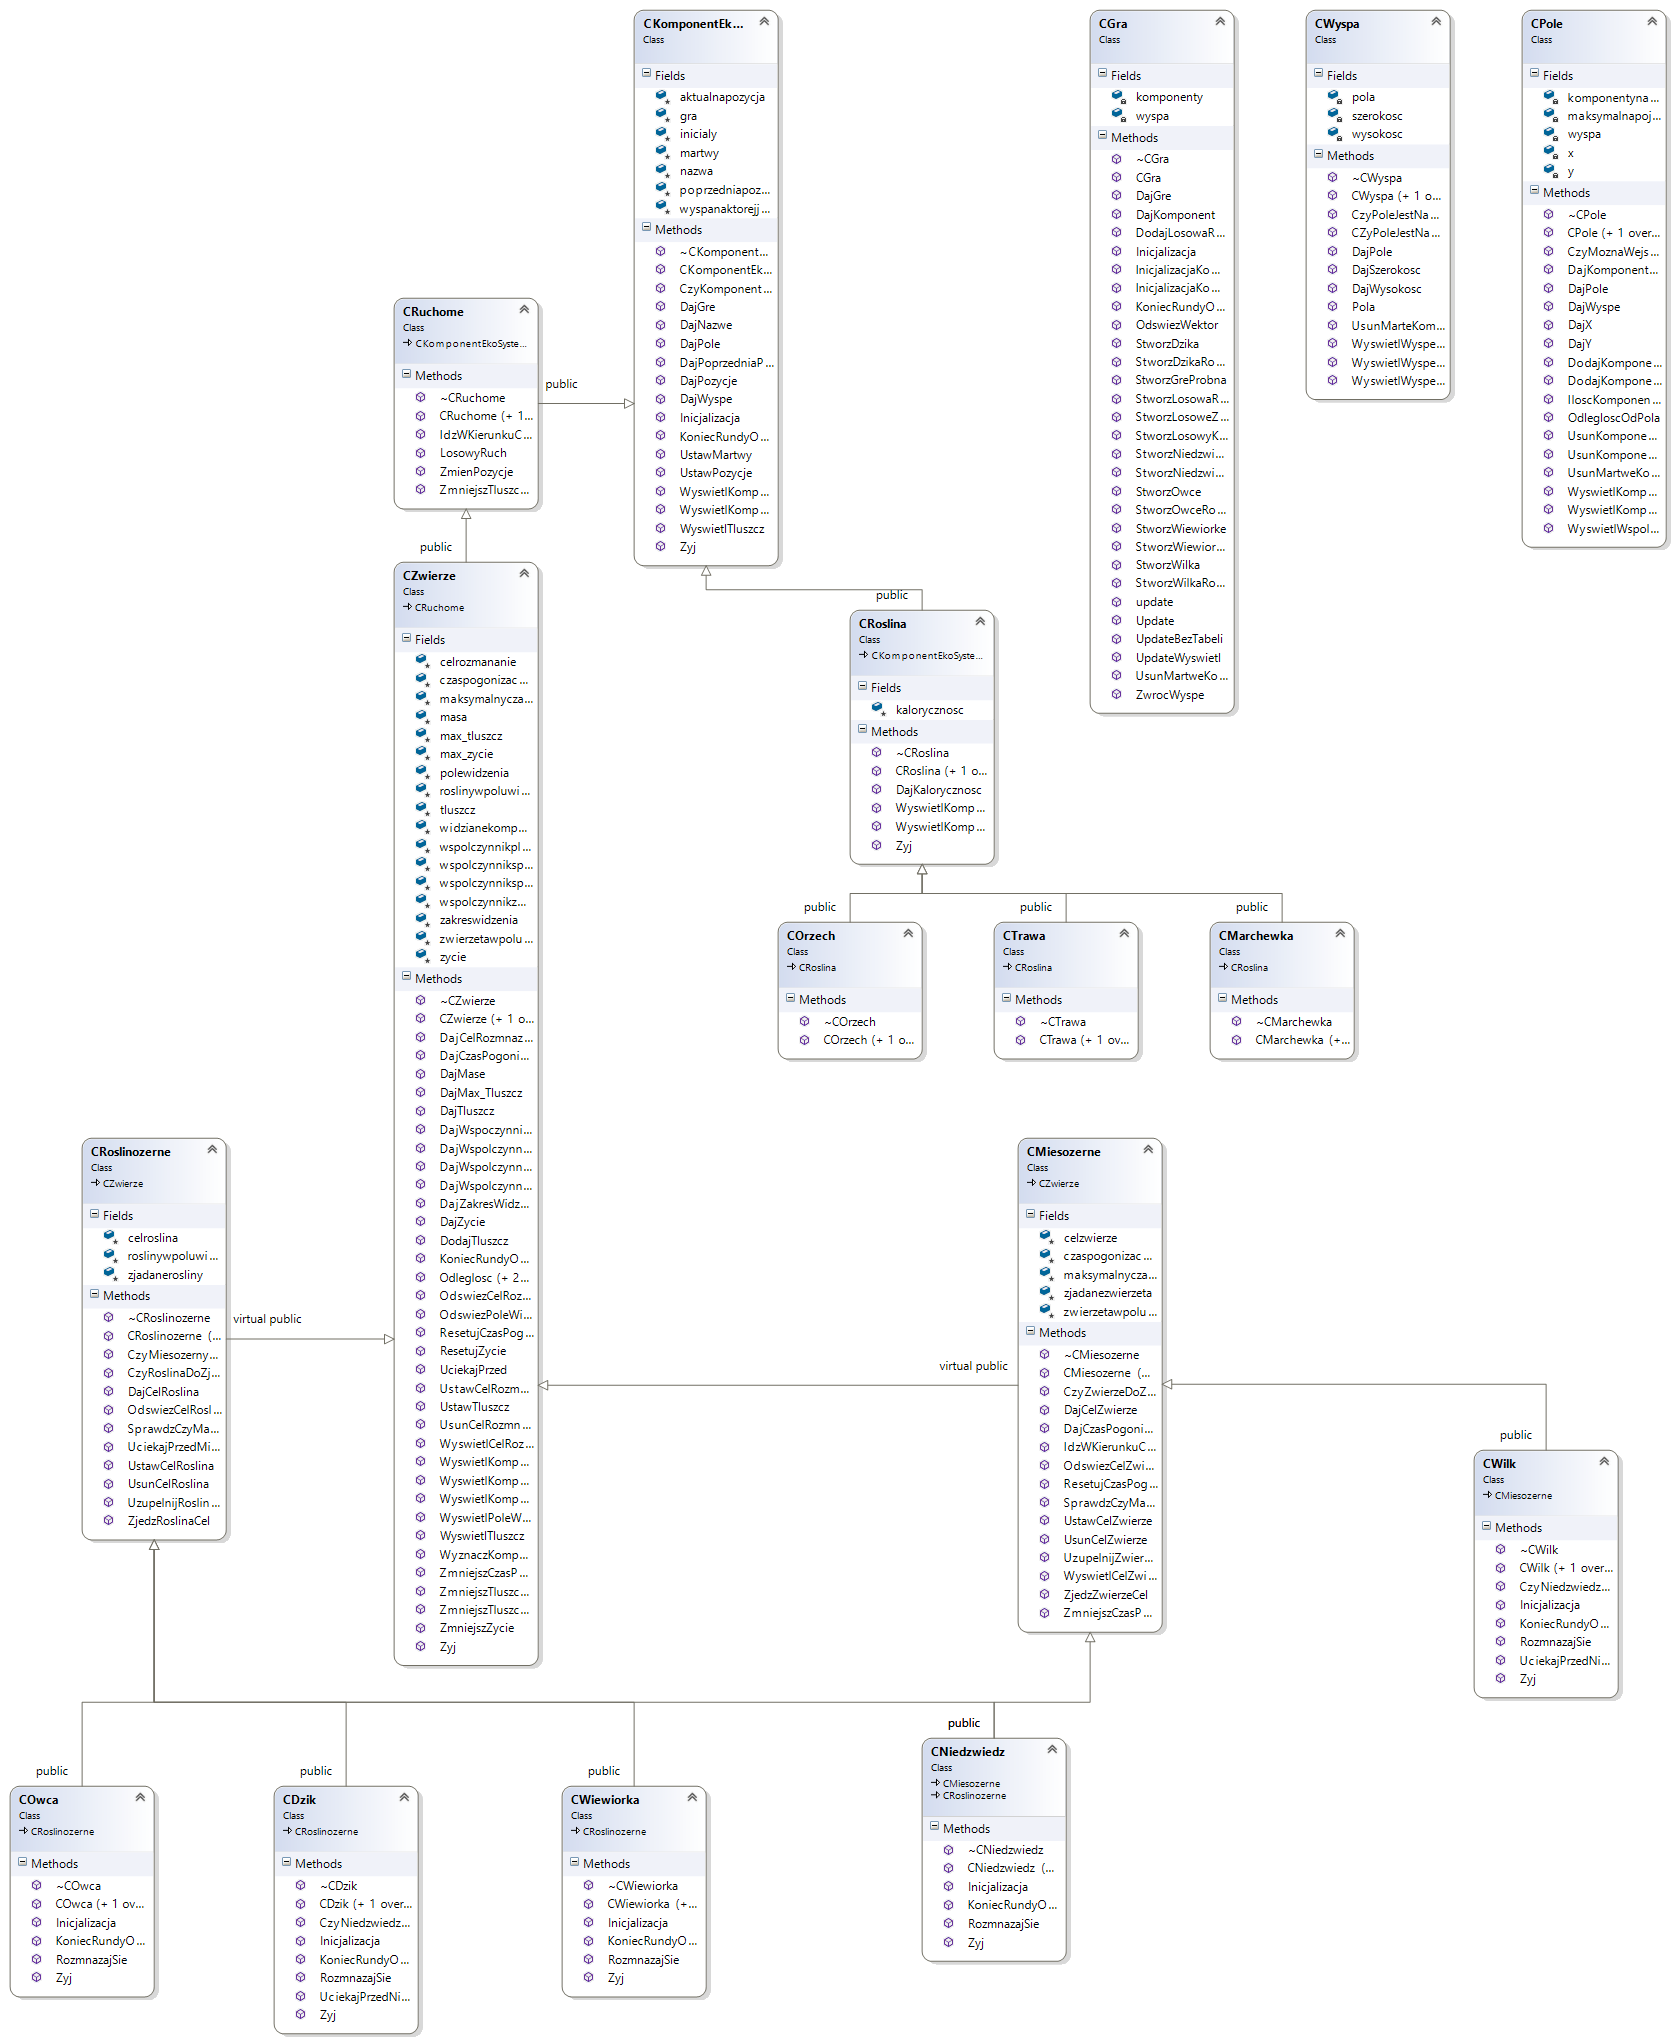 CKomponentEk...
Class
Fields
aktualnapozycja
gra
inicialy
martwy
nazwa
poprzedniapoz...
wyspanaktorejj...
Methods
~CKomponent...
CKomponentEk...
CzyKomponent...
DajGre
DajNazwe
DajPole
DajPoprzedniaP...
DajPozycje
DajWyspe
Inicjalizacja
KoniecRundyO...
UstawMartwy
UstawPozycje
WyswietlKomp...
WyswietlKomp...
WyswietlTluszcz
Zyj
CGra
Class
Fields
komponenty
wyspa
Methods
~CGra
CGra
DajGre
DajKomponent
DodajLosowaR...
Inicjalizacja
InicjalizacjaKo...
InicjalizacjaKo...
KoniecRundyO...
OdswiezWektor
StworzDzika
StworzDzikaRo...
StworzGreProbna
StworzLosowaR...
StworzLosoweZ...
StworzLosowyK...
StworzNiedzwi...
StworzNiedzwi...
StworzOwce
StworzOwceRo...
StworzWiewiorke
StworzWiewior...
StworzWilka
StworzWilkaRo...
update
Update
UpdateBezTabeli
UpdateWyswietl
UsunMartweKo...
ZwrocWyspe
CWyspa
Class
Fields
pola
szerokosc
wysokosc
Methods
~CWyspa
CWyspa (+ 1 o...
CzyPoleJestNa...
CZyPoleJestNa...
DajPole
DajSzerokosc
DajWysokosc
Pola
UsunMarteKom...
WyswietlWyspe...
WyswietlWyspe...
WyswietlWyspe...
CPole
Class
Fields
komponentyna...
maksymalnapoj...
wyspa
x
y
Methods
~CPole
CPole (+ 1 over...
CzyMoznaWejs...
DajKomponent...
DajPole
DajWyspe
DajX
DajY
DodajKompone...
DodajKompone...
IloscKomponen...
OdlegloscOdPola
UsunKompone...
UsunKompone...
UsunMartweKo...
WyswietlKomp...
WyswietlKomp...
WyswietlWspol...
CRuchome
Class
CKomponentEkoSyste...
Methods
~CRuchome
CRuchome (+ 1...
IdzWKierunkuC...
LosowyRuch
ZmienPozycje
ZmniejszTluszc...
public
public
CZwierze
Class
CRuchome
Fields
celrozmananie
czaspogonizac...
maksymalnycza...
masa
max_tluszcz
max_zycie
polewidzenia
roslinywpoluwi...
tluszcz
widzianekomp...
wspolczynnikpl...
wspolczynniksp...
wspolczynniksp...
wspolczynnikz...
zakreswidzenia
zwierzetawpolu...
zycie
Methods
~CZwierze
CZwierze (+ 1 o...
DajCelRozmnaz...
DajCzasPogoni...
DajMase
DajMax_Tluszcz
DajTluszcz
DajWspoczynni...
DajWspolczynn...
DajWspolczynn...
DajWspolczynn...
DajZakresWidz...
DajZycie
DodajTluszcz
KoniecRundyO...
Odleglosc (+ 2...
OdswiezCelRoz...
OdswiezPoleWi...
ResetujCzasPog...
ResetujZycie
UciekajPrzed
UstawCelRozm...
UstawTluszcz
UsunCelRozmn...
WyswietlCelRoz...
WyswietlKomp...
WyswietlKomp...
WyswietlKomp...
WyswietlPoleW...
WyswietlTluszcz
WyznaczKomp...
ZmniejszCzasP...
ZmniejszTluszc...
ZmniejszTluszc...
ZmniejszZycie
Zyj
public
CRoslina
Class
CKomponentEkoSyste...
Fields
kalorycznosc
Methods
~CRoslina
CRoslina (+ 1 o...
DajKalorycznosc
WyswietlKomp...
WyswietlKomp...
Zyj
public
public
public
COrzech
Class
CRoslina
Methods
~COrzech
COrzech (+ 1 o...
CTrawa
Class
CRoslina
Methods
~CTrawa
CTrawa (+ 1 ov...
CMarchewka
Class
CRoslina
Methods
~CMarchewka
CMarchewka (+...
CRoslinozerne
Class
CZwierze
Fields
celroslina
roslinywpoluwi...
zjadanerosliny
Methods
~CRoslinozerne
CRoslinozerne (...
CzyMiesozerny...
CzyRoslinaDoZj...
DajCelRoslina
OdswiezCelRosl...
SprawdzCzyMa...
UciekajPrzedMi...
UstawCelRoslina
UsunCelRoslina
UzupelnijRoslin...
ZjedzRoslinaCel
virtual public
virtual public
CMiesozerne
Class
CZwierze
Fields
celzwierze
czaspogonizac...
maksymalnycza...
zjadanezwierzeta
zwierzetawpolu...
Methods
~CMiesozerne
CMiesozerne (...
CzyZwierzeDoZ...
DajCelZwierze
DajCzasPogoni...
IdzWKierunkuC...
OdswiezCelZwi...
ResetujCzasPog...
SprawdzCzyMa...
UstawCelZwierze
UsunCelZwierze
UzupelnijZwier...
WyswietlCelZwi...
ZjedzZwierzeCel
ZmniejszCzasP...
public
CWilk
Class
CMiesozerne
Methods
~CWilk
CWilk (+ 1 over...
CzyNiedzwiedz...
Inicjalizacja
KoniecRundyO...
RozmnazajSie
UciekajPrzedNi...
Zyj
public
public
public
public
COwca
Class
CRoslinozerne
Methods
~COwca
COwca (+ 1 ov...
Inicjalizacja
KoniecRundyO...
RozmnazajSie
Zyj
CDzik
Class
CRoslinozerne
Methods
~CDzik
CDzik (+ 1 over...
CzyNiedzwiedz...
Inicjalizacja
KoniecRundyO...
RozmnazajSie
UciekajPrzedNi...
Zyj
CWiewiorka
Class
CRoslinozerne
Methods
~CWiewiorka
CWiewiorka (+...
Inicjalizacja
KoniecRundyO...
RozmnazajSie
Zyj
CNiedzwiedz
Class
CMiesozerne
CRoslinozerne
Methods
~CNiedzwiedz
CNiedzwiedz (...
Inicjalizacja
KoniecRundyO...
RozmnazajSie
Zyj